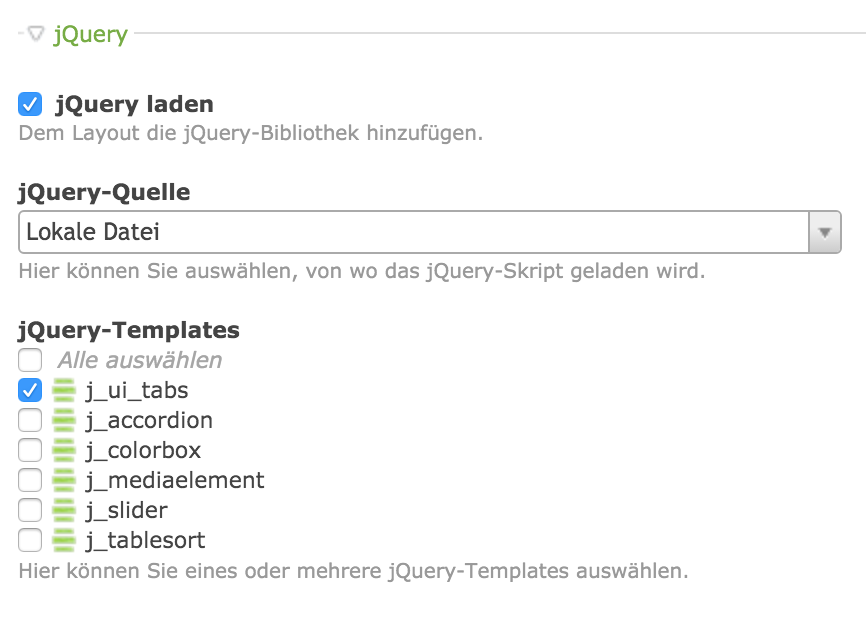 jQuery
jQuery laden
Dem Layout die jQuery-Bibliothek hinzufügen.
jQuery-Quelle
Lokale Datei
Hier können Sie auswählen, von wo das jQuery-Skript geladen wird.
jQuery-Templates
Alle auswählen
j_ui_tabs
j_accordion
j_colorbox
j_mediaelement
j_slider
j_tablesort
Hier können Sie eines oder mehrere jQuery-Templates auswählen.